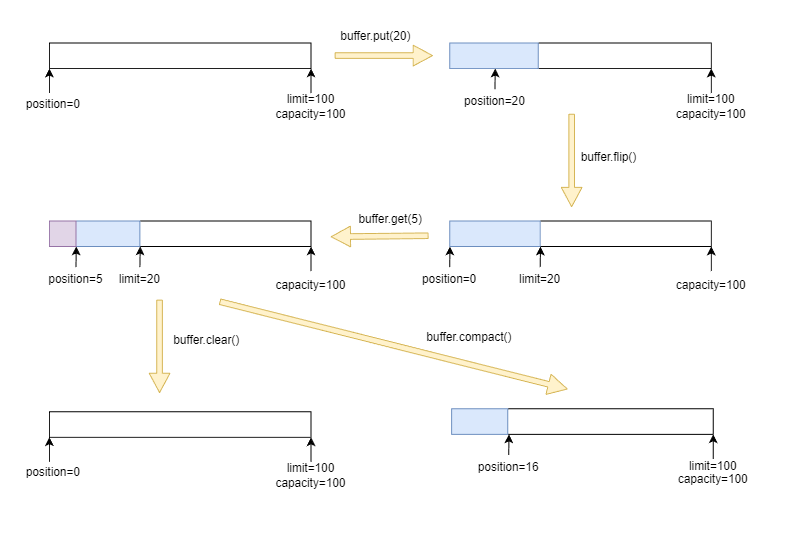 buffer.put(20)
position=0
limit=100
capacity=100
position=20
limit=100
capacity=100
buffer.flip()
buffer.get(5)
position=5
limit=20
capacity=100
position=0
limit=20
capacity=100
buffer.clear()
buffer.compact()
position=0
limit=100
capacity=100
position=16
limit=100
capacity=100